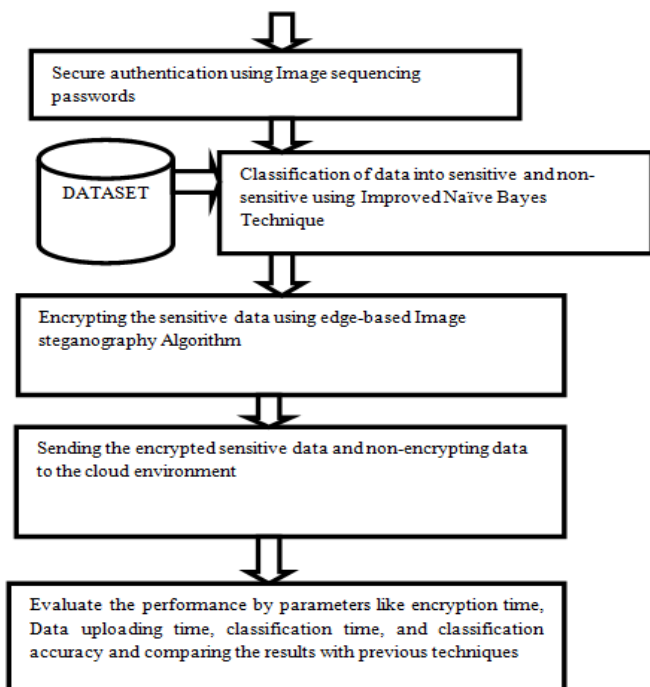 Secure authentication using Image sequencing
passwords
DATASET
Classification of data into sensitive and non-
sensitive using Improved Naïve Bayes
Technique
Encrypting the sensitive data using edge-based Image
steganography Algorithm
Sending the encrypted sensitive data and non-encrypting data
to the cloud environment
Evaluate the performance by parameters like encryption time,
Data uploading time, classification time, and classification
accuracy and comparing the results with previous techniques